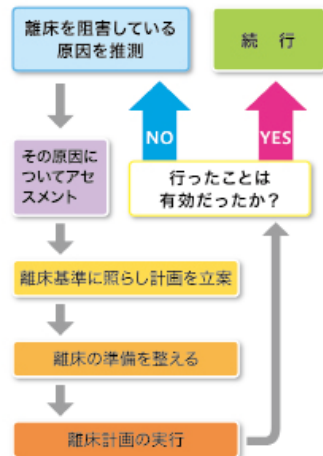 離床を阻害している
原因を推測
続 行
NO
YES
その原因に
ついてアセ
スメント
行ったことは
有効だったか？
離床基準に照らし計画を立案
離床の準備を整える
離床計画の実行